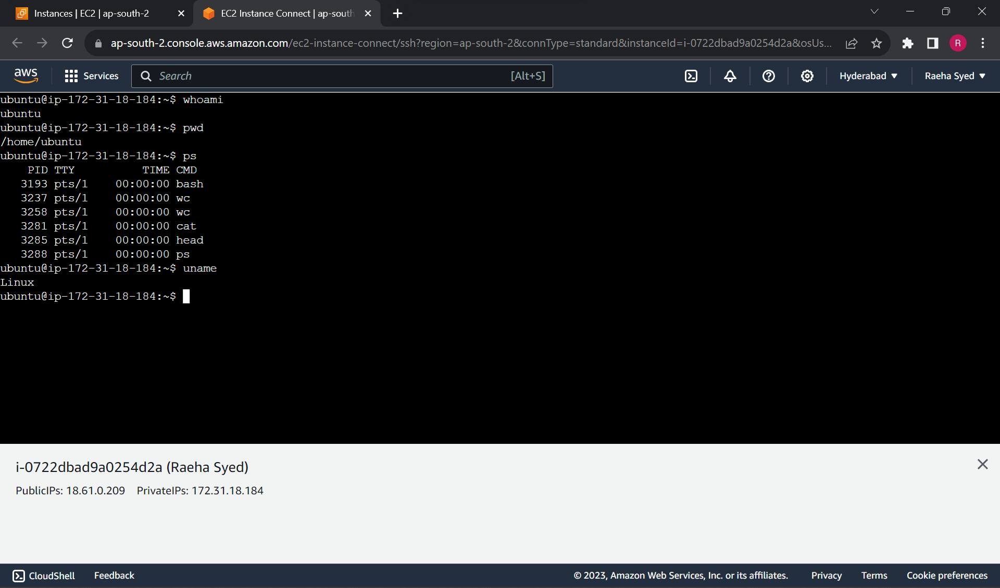 Instances | EC2 | ap-south-2
EC2 Instance Connect | ap-south
ap-south-2.console.aws.amazon.com/ec2-instance-connect/ssh?region=ap-south-2&connType=standard&instanceId=i-0722dbad9a0254d2a&osUs...
R
aws
Services
Search
[Alt+S]
Hyderabad
Raeha Syed
ubuntu@ip-172-31-18-184:~$ whoami
ubuntu
ubuntu@ip-172-31-18-184:~$ pwd
/home/ubuntu
ubuntu@ip-172-31-18-184:~$ ps
    PID TTY          TIME CMD
   3193 pts/1    00:00:00 bash
   3237 pts/1    00:00:00 wc
   3258 pts/1    00:00:00 wc
   3281 pts/1    00:00:00 cat
   3285 pts/1    00:00:00 head
   3288 pts/1    00:00:00 ps
ubuntu@ip-172-31-18-184:~$ uname
Linux
ubuntu@ip-172-31-18-184:~$
i-0722dbad9a0254d2a (Raeha Syed)
PublicIPs: 18.61.0.209 PrivateIPs: 172.31.18.184
CloudShell
Feedback
© 2023, Amazon Web Services, Inc. or its affiliates.
Privacy
Terms
Cookie preferences